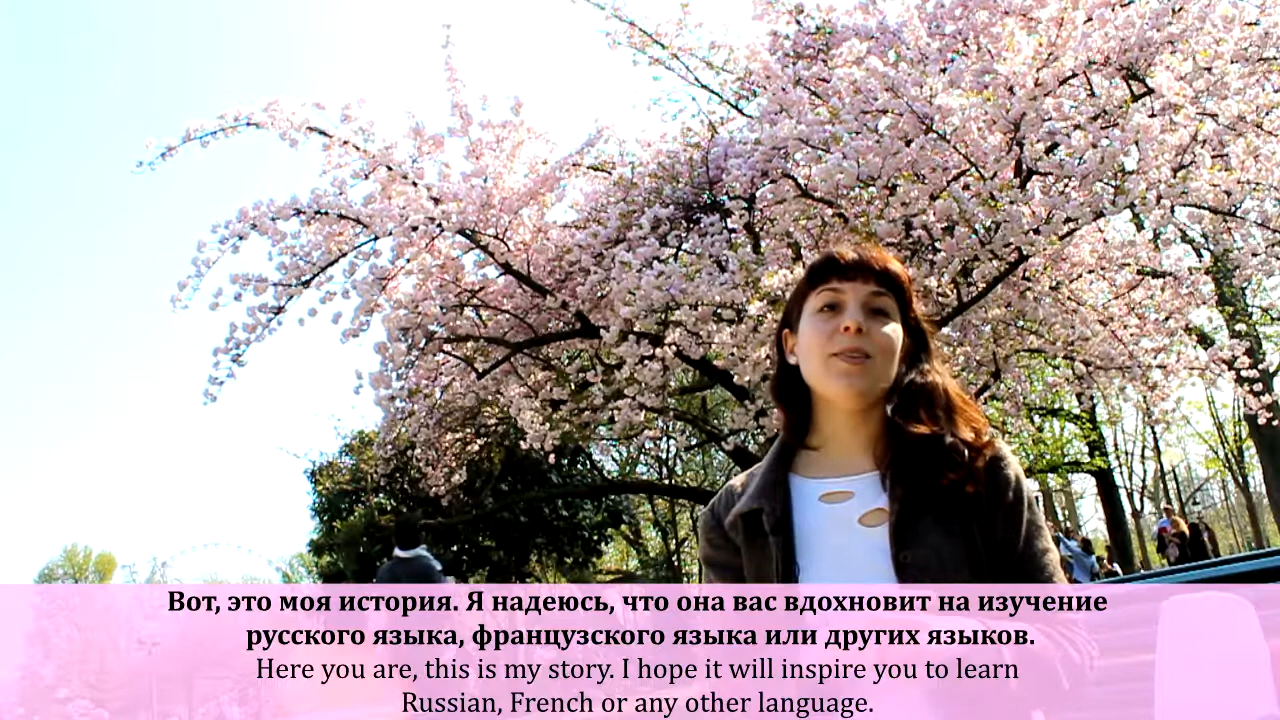 Вот, это моя история. Я надеюсь, что она вас вдохновит на изучение
русского языка, французского языка или других языков.
Here you are, this is my story. I hope it will inspire you to learn
Russian, French or any other language.